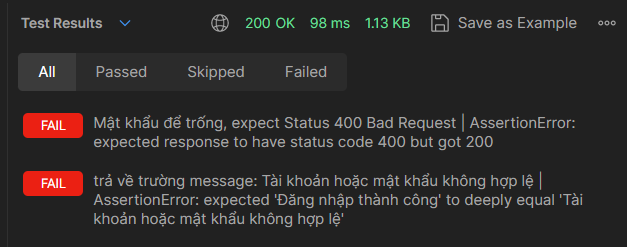 Test Results 200 OK 98 ms 1.13 KB Save as Example
All Passed Skipped Failed
FAIL Mật khẩu để trống, expect Status 400 Bad Request | AssertionError:
expected response to have status code 400 but got 200
FAIL trả về trường message: Tài khoản hoặc mật khẩu không hợp lệ |
AssertionError: expected 'Đăng nhập thành công' to deeply equal 'Tài
khoản hoặc mật khẩu không hợp lệ'